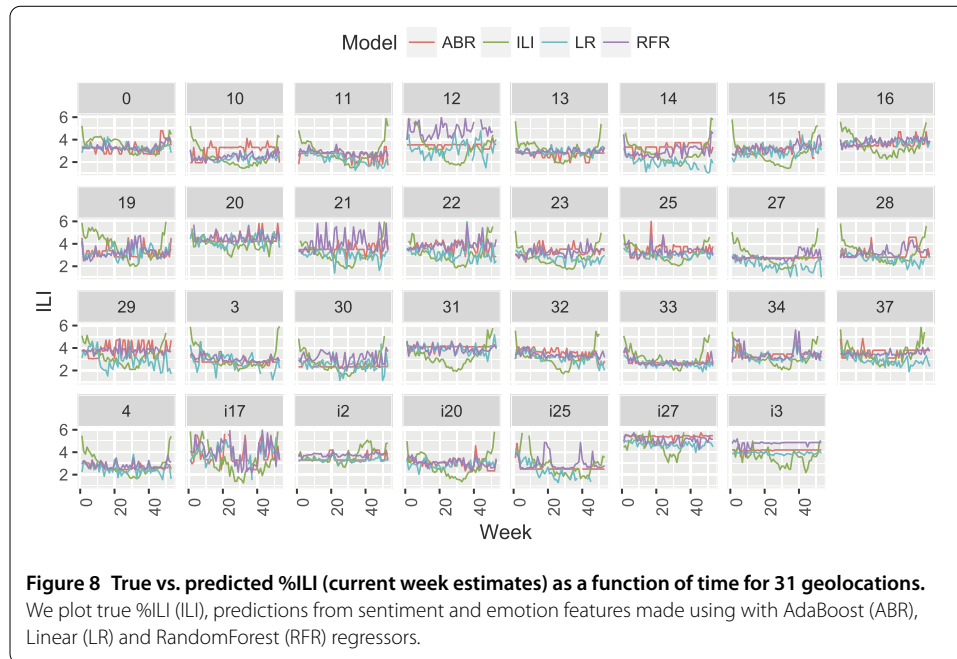 Model ABR ILI LR RFR
0 10 11 12 13 14 15 16
6
4
2
19 20 21 22 23 25 27 28
6
4
2
ILI
29 3 30 31 32 33 34 37
6
4
2
4 i17 i2 i20 i25 i27 i3
6
4
2
0 20 40 0 20 40 0 20 40 0 20 40 0 20 40 0 20 40 0 20 40
Week
Figure 8 True vs. predicted %ILI (current week estimates) as a function of time for 31 geolocations.
We plot true %ILI (ILI), predictions from sentiment and emotion features made using with AdaBoost (ABR),
Linear (LR) and RandomForest (RFR) regressors.